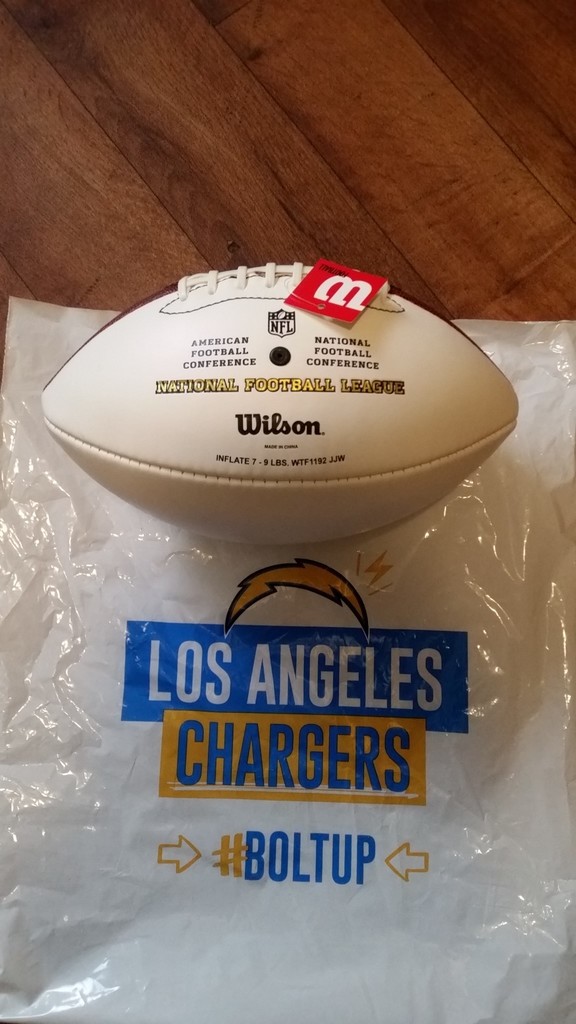 Wilson
W
NFL
AMERICAN
FOOTBALL
CONFERENCE
NATIONAL
FOOTBALL
CONFERENCE
NATIONAL FOOTBALL LEAGUE
Wilson
MADE IN CHINA
INFLATE 7 - 9 LBS. WTF1192 JJW
LOS ANGELES
CHARGERS
#BOLTUP